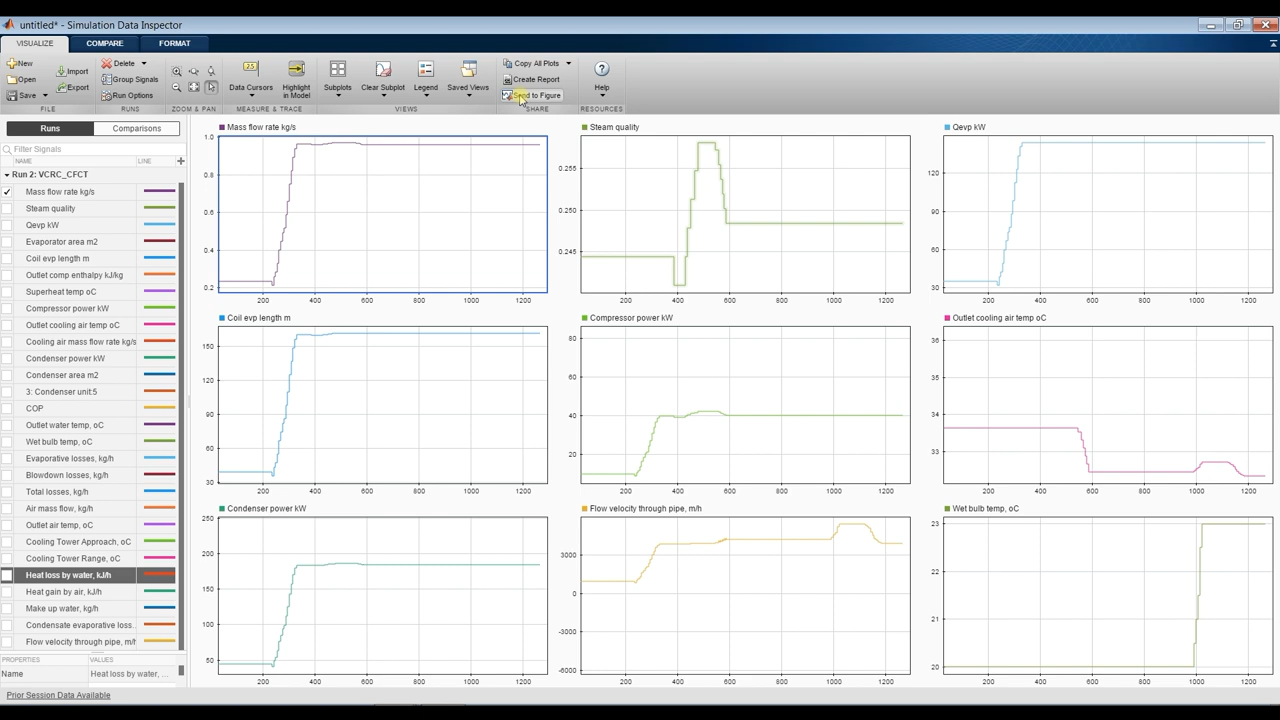 untitled* - Simulation Data Inspector
VISUALIZE COMPARE FORMAT
New Open Save Import Export
FILE
Delete Group Signals Run Options
RUNS
ZOOM & PAN
Data Cursors Highlight in Model
MEASURE & TRACE
Subplots Clear Subplot Legend Saved Views
VIEWS
Copy All Plots Create Report Send to Figure
SHARE
Help
RESOURCES
Runs Comparisons
Filter Signals
NAME LINE
Run 2: VCRC_CFCT
Mass flow rate kg/s
Steam quality
Qevp kW
Evaporator area m2
Coil evp length m
Outlet comp enthalpy kJ/kg
Superheat temp oC
Compressor power kW
Outlet cooling air temp oC
Cooling air mass flow rate kg/s
Condenser power kW
Condenser area m2
3: Condenser unit:5
COP
Outlet water temp, oC
Wet bulb temp, oC
Evaporative losses, kg/h
Blowdown losses, kg/h
Total losses, kg/h
Air mass flow, kg/h
Outlet air temp, oC
Cooling Tower Approach, oC
Cooling Tower Range, oC
Heat loss by water, kJ/h
Heat gain by air, kJ/h
Make up water, kg/h
Condensate evaporative loss...
Flow velocity through pipe, m/h
PROPERTIES VALUES
Name Heat loss by water, ...
Prior Session Data Available
Mass flow rate kg/s
1.0
0.8
0.6
0.4
0.2
200 400 600 800 1000 1200
Steam quality
0.255
0.250
0.245
200 400 600 800 1000 1200
Qevp kW
120
90
60
30
200 400 600 800 1000 1200
Coil evp length m
150
120
90
60
30
200 400 600 800 1000 1200
Compressor power kW
80
60
40
20
200 400 600 800 1000 1200
Outlet cooling air temp oC
36
35
34
33
200 400 600 800 1000 1200
Condenser power kW
250
200
150
100
50
200 400 600 800 1000 1200
Flow velocity through pipe, m/h
3000
0
-3000
-6000
200 400 600 800 1000 1200
Wet bulb temp, oC
23
22
21
20
200 400 600 800 1000 1200